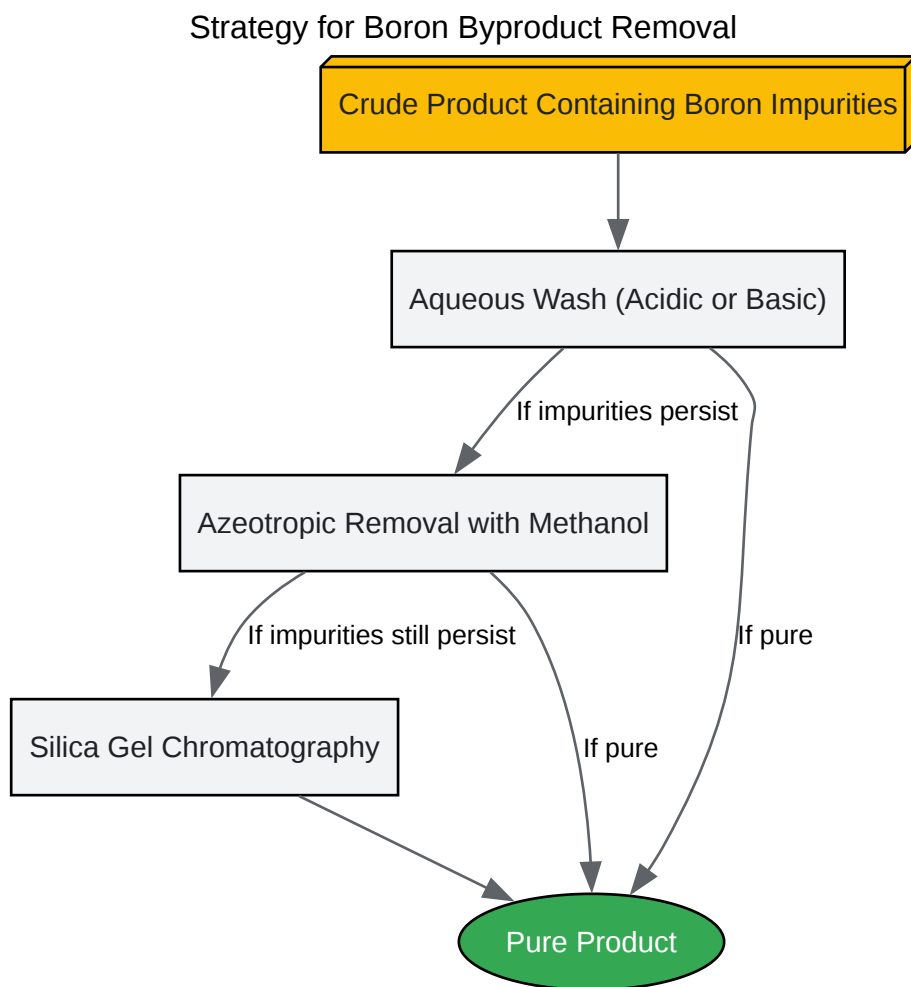 Strategy for Boron Byproduct Removal
Crude Product Containing Boron Impurities
Aqueous Wash (Acidic or Basic)
If impurities persist
Azeotropic Removal with Methanol
If impurities still persist
If pure
Silica Gel Chromatography
If pure
Pure Product